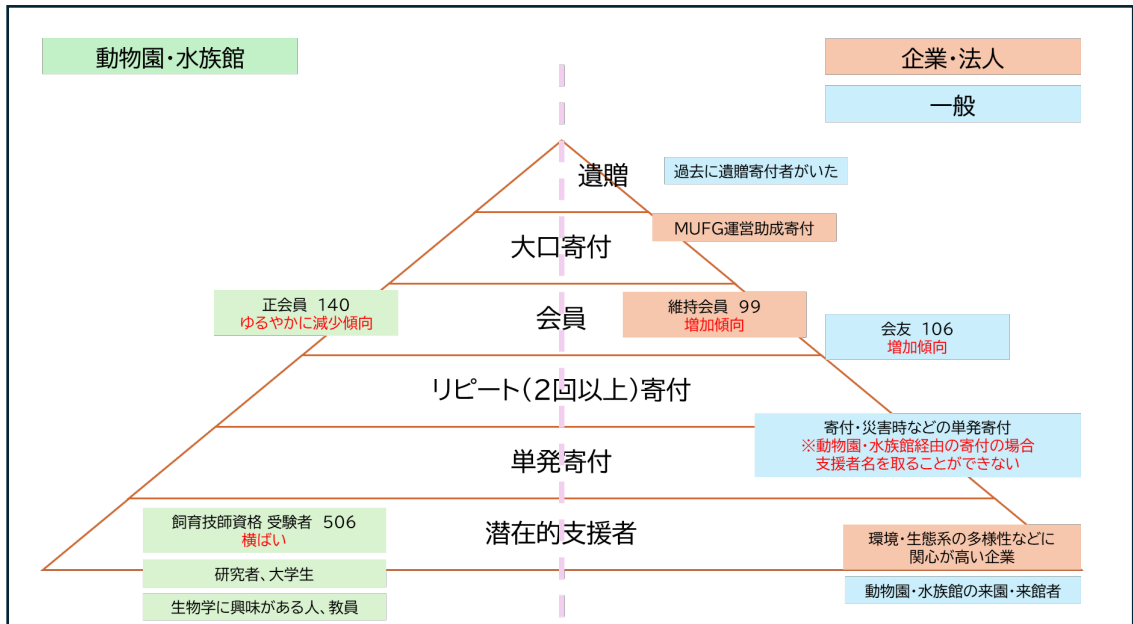 動物園・水族館
企業・法人
一般
遺贈
過去に遺贈寄付者がいた
MUFG運営助成寄付
大口寄付
正会員 140
ゆるやかに減少傾向
会員
維持会員 99
増加傾向
会友 106
増加傾向
リピート(2回以上)寄付
寄付・災害時などの単発寄付
※動物園・水族館経由の寄付の場合
支援者名を取ることができない
単発寄付
飼育技師資格 受験者 506
横ばい
潜在的支援者
環境・生態系の多様性などに
関心が高い企業
研究者、大学生
動物園・水族館の来園・来館者
生物学に興味がある人、教員